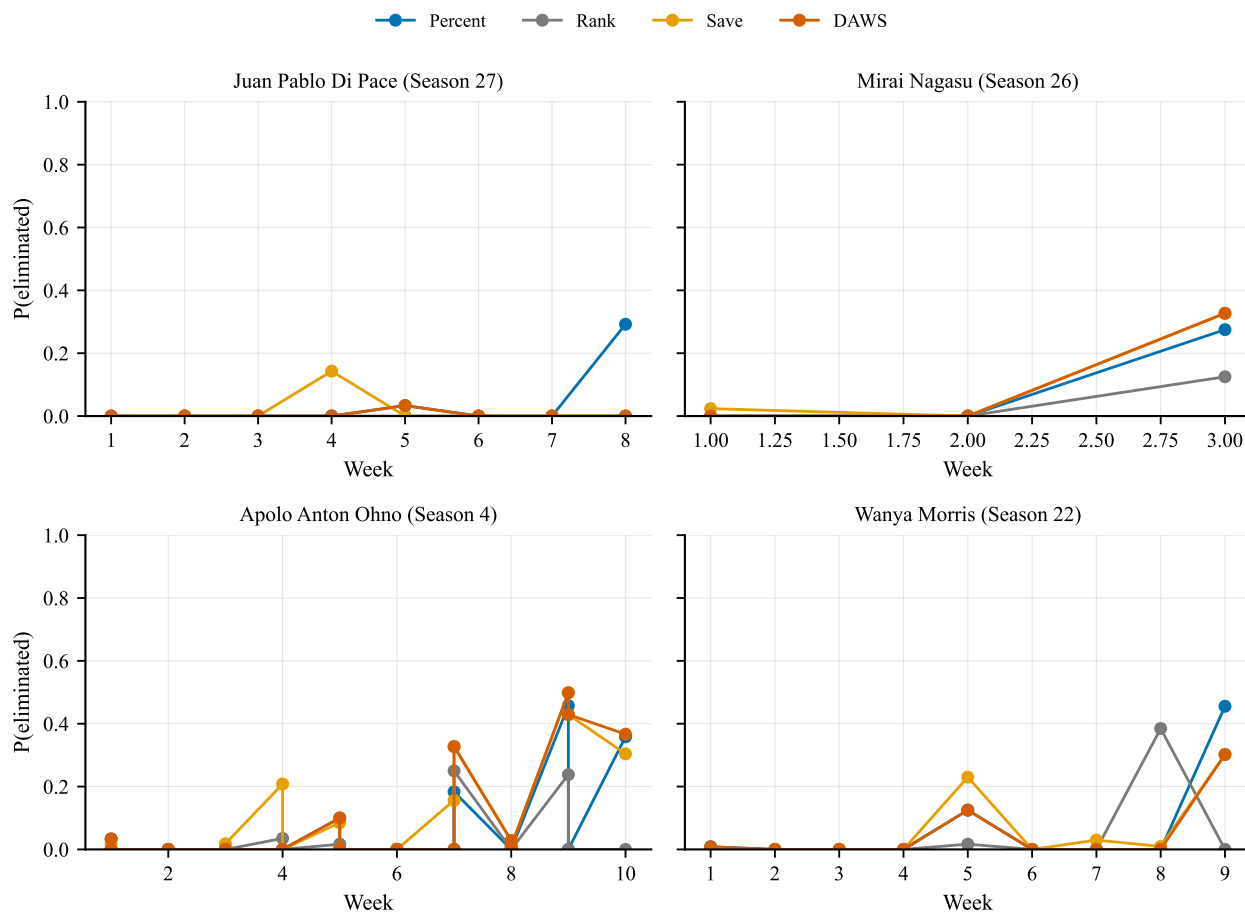 Percent Rank Save DAWS
Juan Pablo Di Pace (Season 27)
Mirai Nagasu (Season 26)
P(eliminated)
1.0
0.8
0.6
0.4
0.2
0.0
1 2 3 4 5 6 7 8
Week
1.00 1.25 1.50 1.75 2.00 2.25 2.50 2.75 3.00
Week
Apolo Anton Ohno (Season 4)
Wanya Morris (Season 22)
P(eliminated)
1.0
0.8
0.6
0.4
0.2
0.0
2 4 6 8 10
Week
1 2 3 4 5 6 7 8 9
Week